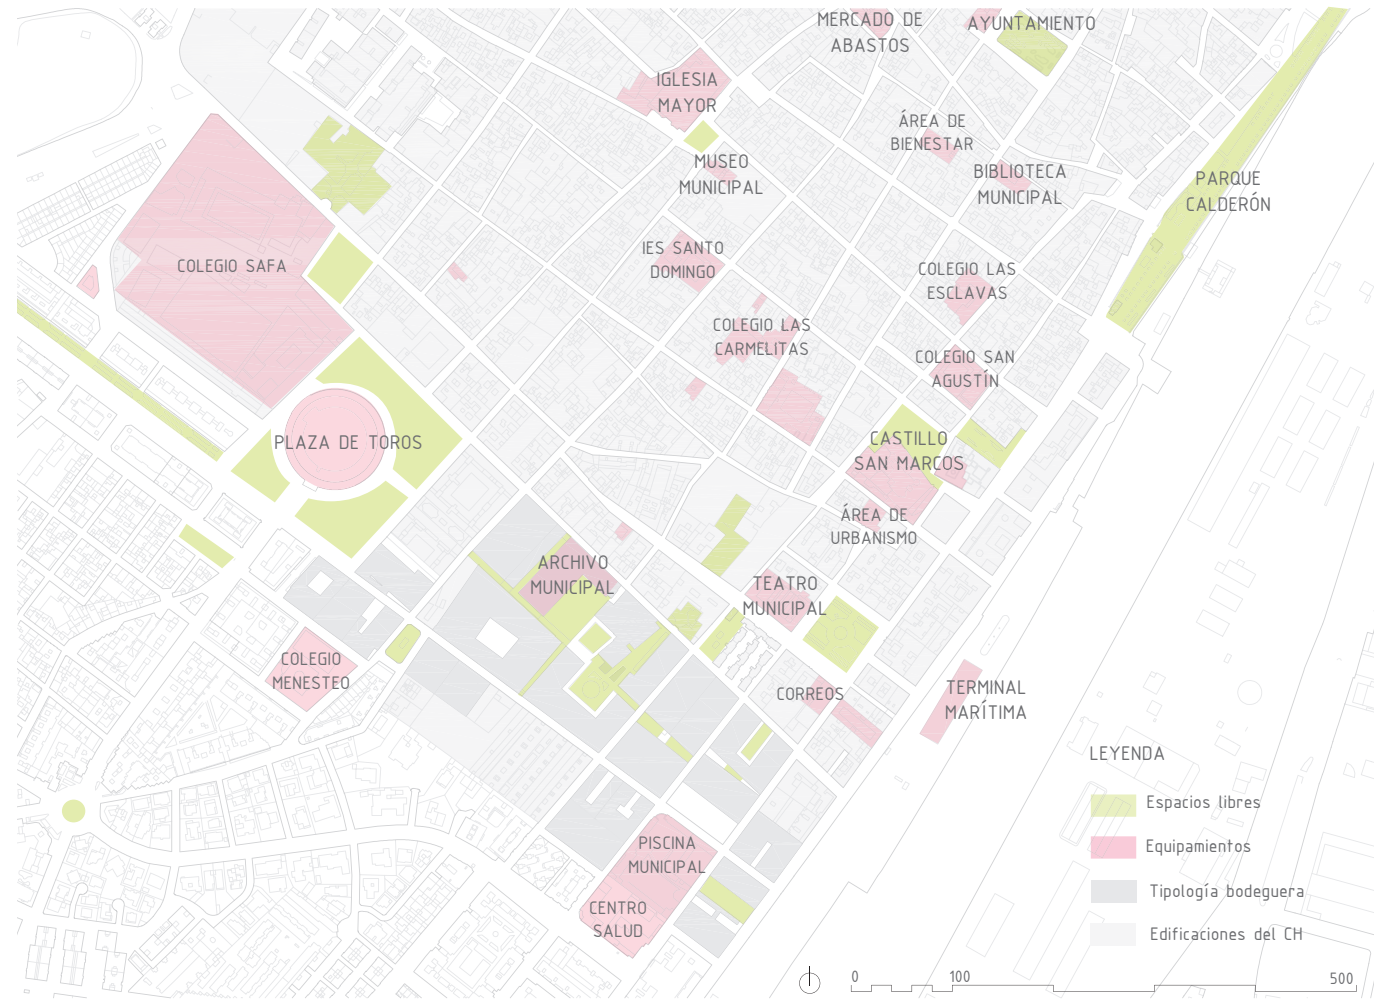 MERCADO DE
ABASTOS
AYUNTAMIENTO
IGLESIA
MAYOR
ÁREA DE
BIENESTAR
MUSEO
MUNICIPAL
BIBLIOTECA
MUNICIPAL
PARQUE
CALDERÓN
COLEGIO SAFA
IES SANTO
DOMINGO
COLEGIO LAS
ESCLAVAS
COLEGIO LAS
CARMELITAS
COLEGIO SAN
AGUSTÍN
PLAZA DE TOROS
CASTILLO
SAN MARCOS
ÁREA DE
URBANISMO
ARCHIVO
MUNICIPAL
TEATRO
MUNICIPAL
COLEGIO
MENESTEO
CORREOS
TERMINAL
MARÍTIMA
PISCINA
MUNICIPAL
CENTRO
SALUD
LEYENDA
Espacios libres
Equipamientos
Tipología bodeguera
Edificaciones del CH
0 100 500